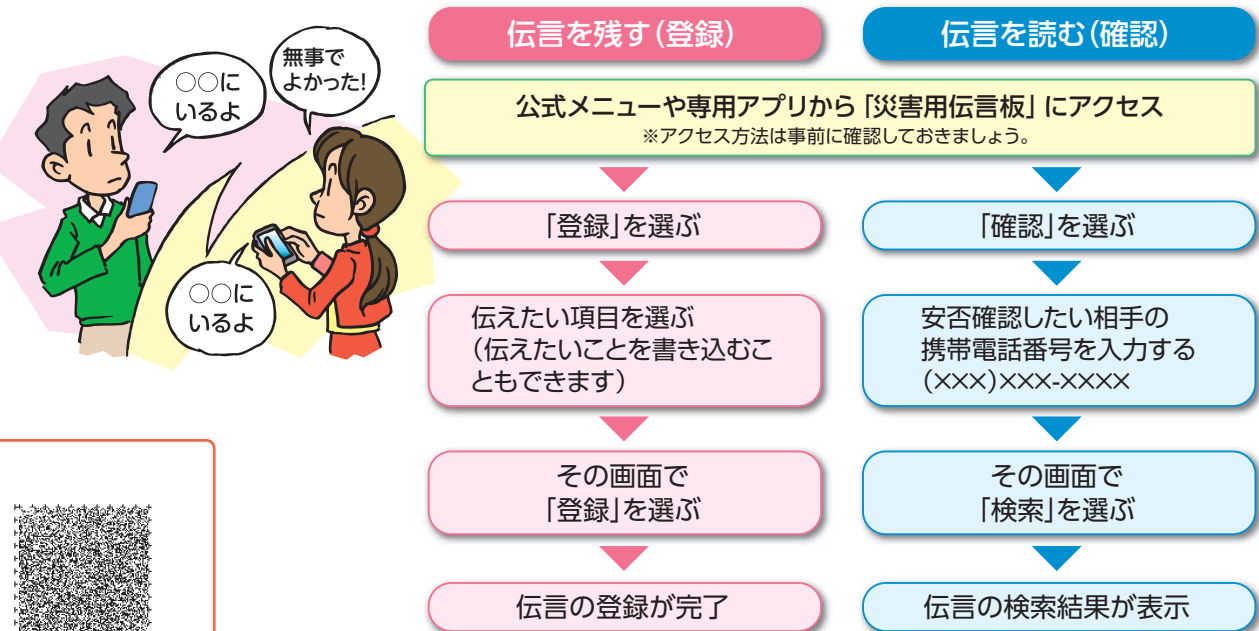 ○○に
いるよ
無事で
よかった!
○○に
いるよ
伝言を残す（登録）
伝言を読む（確認）
公式メニューや専用アプリから「災害用伝言板」にアクセス
※アクセス方法は事前に確認しておきましょう。
「登録」を選ぶ
伝えたい項目を選ぶ
（伝えたいことを書き込むこ
ともできます）
その画面で
「登録」を選ぶ
伝言の登録が完了
「確認」を選ぶ
安否確認したい相手の
携帯電話番号を入力する
(×××)×××-××××
その画面で
「検索」を選ぶ
伝言の検索結果が表示